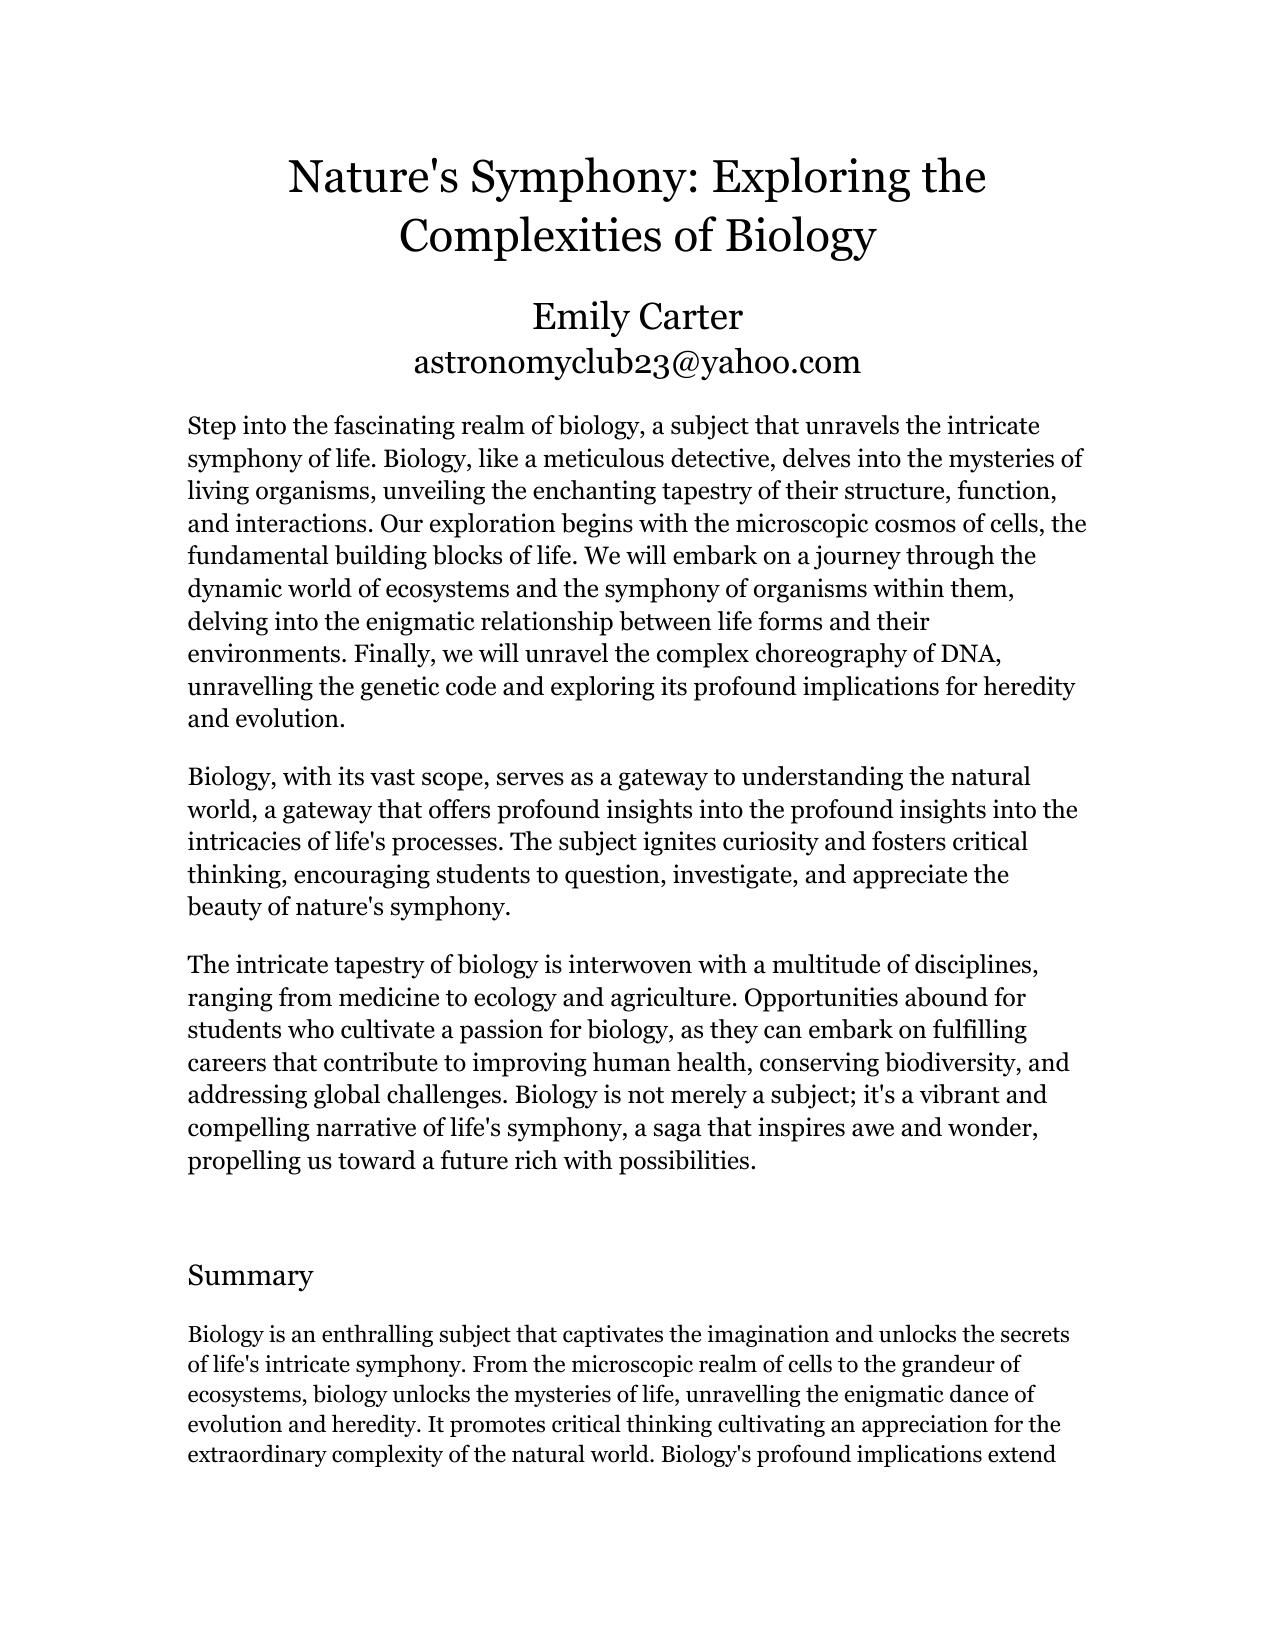 Nature's Symphony: Exploring the
Complexities of Biology
Emily Carter
astronomyclub23@yahoo.com
Step into the fascinating realm of biology, a subject that unravels the intricate
symphony of life. Biology, like a meticulous detective, delves into the mysteries of
living organisms, unveiling the enchanting tapestry of their structure, function,
and interactions. Our exploration begins with the microscopic cosmos of cells, the
fundamental building blocks of life. We will embark on a journey through the
dynamic world of ecosystems and the symphony of organisms within them,
delving into the enigmatic relationship between life forms and their
environments. Finally, we will unravel the complex choreography of DNA,
unravelling the genetic code and exploring its profound implications for heredity
and evolution.
Biology, with its vast scope, serves as a gateway to understanding the natural
world, a gateway that offers profound insights into the profound insights into the
intricacies of life's processes. The subject ignites curiosity and fosters critical
thinking, encouraging students to question, investigate, and appreciate the
beauty of nature's symphony.
The intricate tapestry of biology is interwoven with a multitude of disciplines,
ranging from medicine to ecology and agriculture. Opportunities abound for
students who cultivate a passion for biology, as they can embark on fulfilling
careers that contribute to improving human health, conserving biodiversity, and
addressing global challenges. Biology is not merely a subject; it's a vibrant and
compelling narrative of life's symphony, a saga that inspires awe and wonder,
propelling us toward a future rich with possibilities.
Summary
Biology is an enthralling subject that captivates the imagination and unlocks the secrets
of life's intricate symphony. From the microscopic realm of cells to the grandeur of
ecosystems, biology unlocks the mysteries of life, unravelling the enigmatic dance of
evolution and heredity. It promotes critical thinking cultivating an appreciation for the
extraordinary complexity of the natural world. Biology's profound implications extend